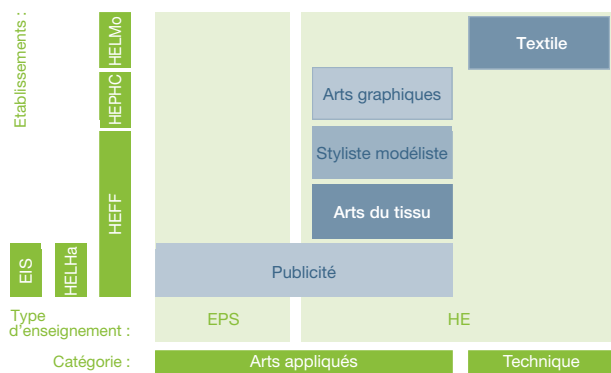 Etablissements :
HELMo
Textile
HEPHC
Arts graphiques
Styliste modéliste
HEFF
Arts du tissu
EIS
HELHa
Publicité
Type
d'enseignement :
EPS
HE
Catégorie :
Arts appliqués
Technique